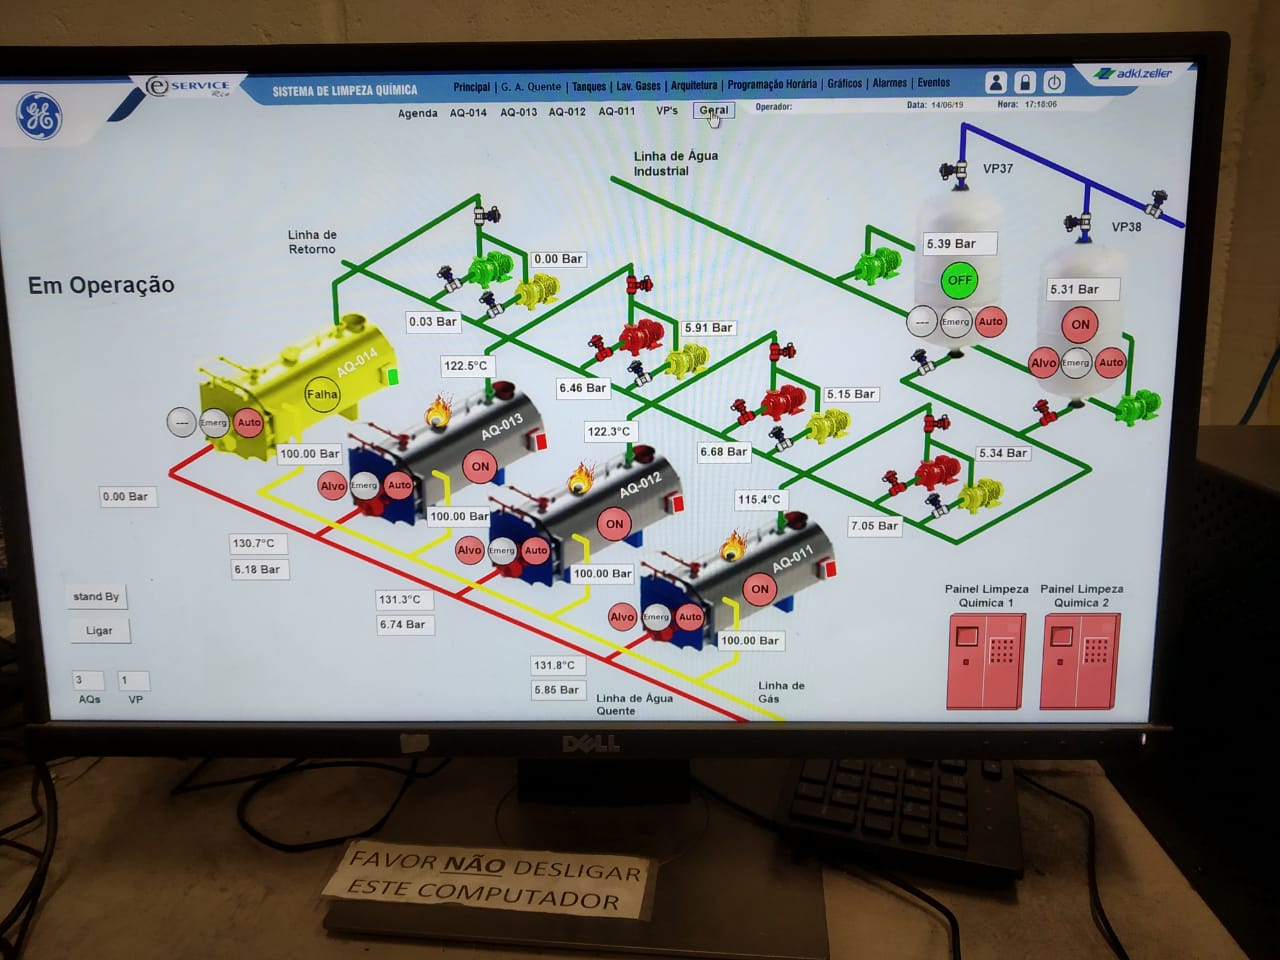 e SERVICE
Rio
SISTEMA DE LIMPEZA QUÍMICA
Principal | G. A. Quente | Tanques | Lav. Gases | Arquitetura | Programação Horária | Gráficos | Alarmes | Eventos
adkl.zeller
Agenda AQ-014 AQ-013 AQ-012 AQ-011 VP's Geral
Operador:
Data: 14/06/19 Hora: 17:18:06
Linha de Água
Industrial
VP37
VP38
Linha de
Retorno
Em Operação
0.00 Bar
5.39 Bar
OFF
--- Emerg Auto
5.31 Bar
ON
Alvo Emerg Auto
0.03 Bar
5.91 Bar
122.5°C
6.46 Bar
5.15 Bar
AQ-014
Falha
--- Emerg Auto
100.00 Bar
0.00 Bar
AQ-013
ON
Alvo Emerg Auto
100.00 Bar
122.3°C
6.68 Bar
5.34 Bar
AQ-012
ON
Alvo Emerg Auto
100.00 Bar
115.4°C
7.05 Bar
AQ-011
ON
Alvo Emerg Auto
100.00 Bar
130.7°C
6.18 Bar
131.3°C
6.74 Bar
131.8°C
5.85 Bar
stand By
Ligar
3 1
AQs VP
Linha de Água
Quente
Linha de
Gás
Painel Limpeza
Quimica 1
Painel Limpeza
Quimica 2
DELL
FAVOR NÃO DESLIGAR
ESTE COMPUTADOR